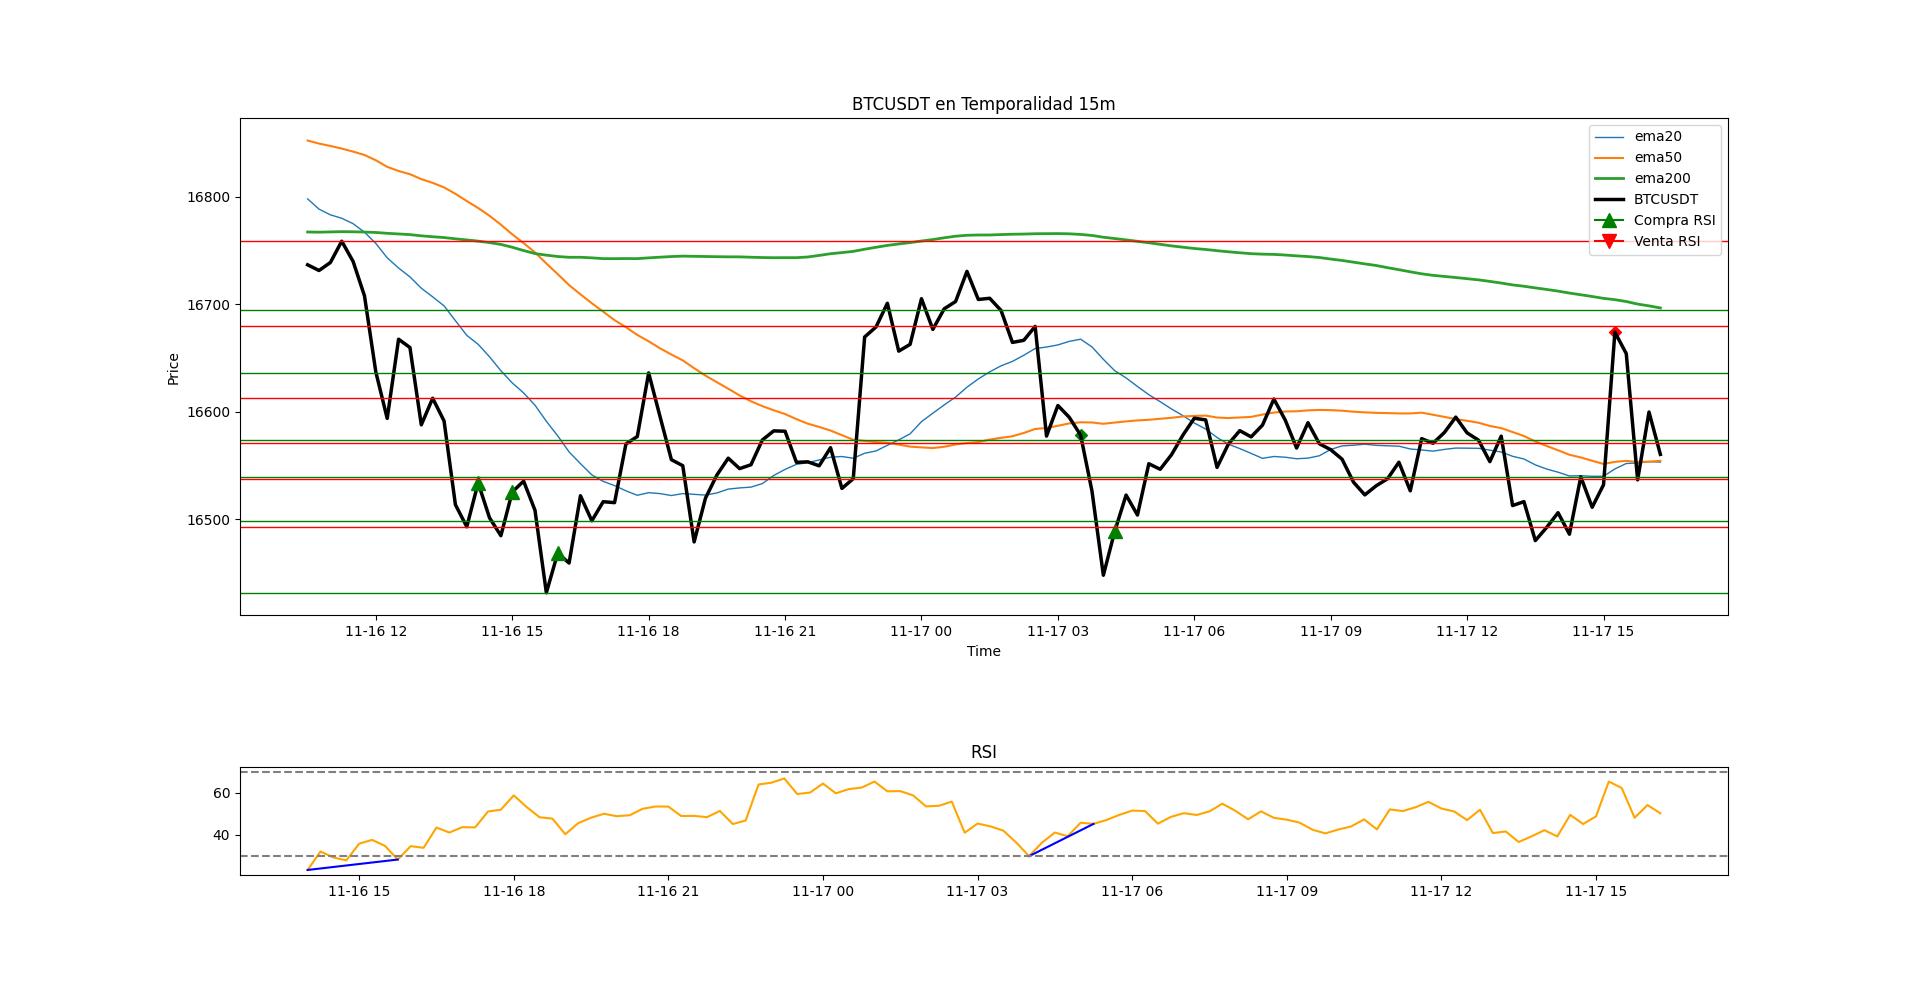 BTCUSDT en Temporalidad 15m
ema20
ema50
ema200
BTCUSDT
Compra RSI
Venta RSI
16800
16700
16600
16500
Price
11-16 12 11-16 15 11-16 18 11-16 21 11-17 00 11-17 03 11-17 06 11-17 09 11-17 12 11-17 15
Time
RSI
60
40
11-16 15 11-16 18 11-16 21 11-17 00 11-17 03 11-17 06 11-17 09 11-17 12 11-17 15